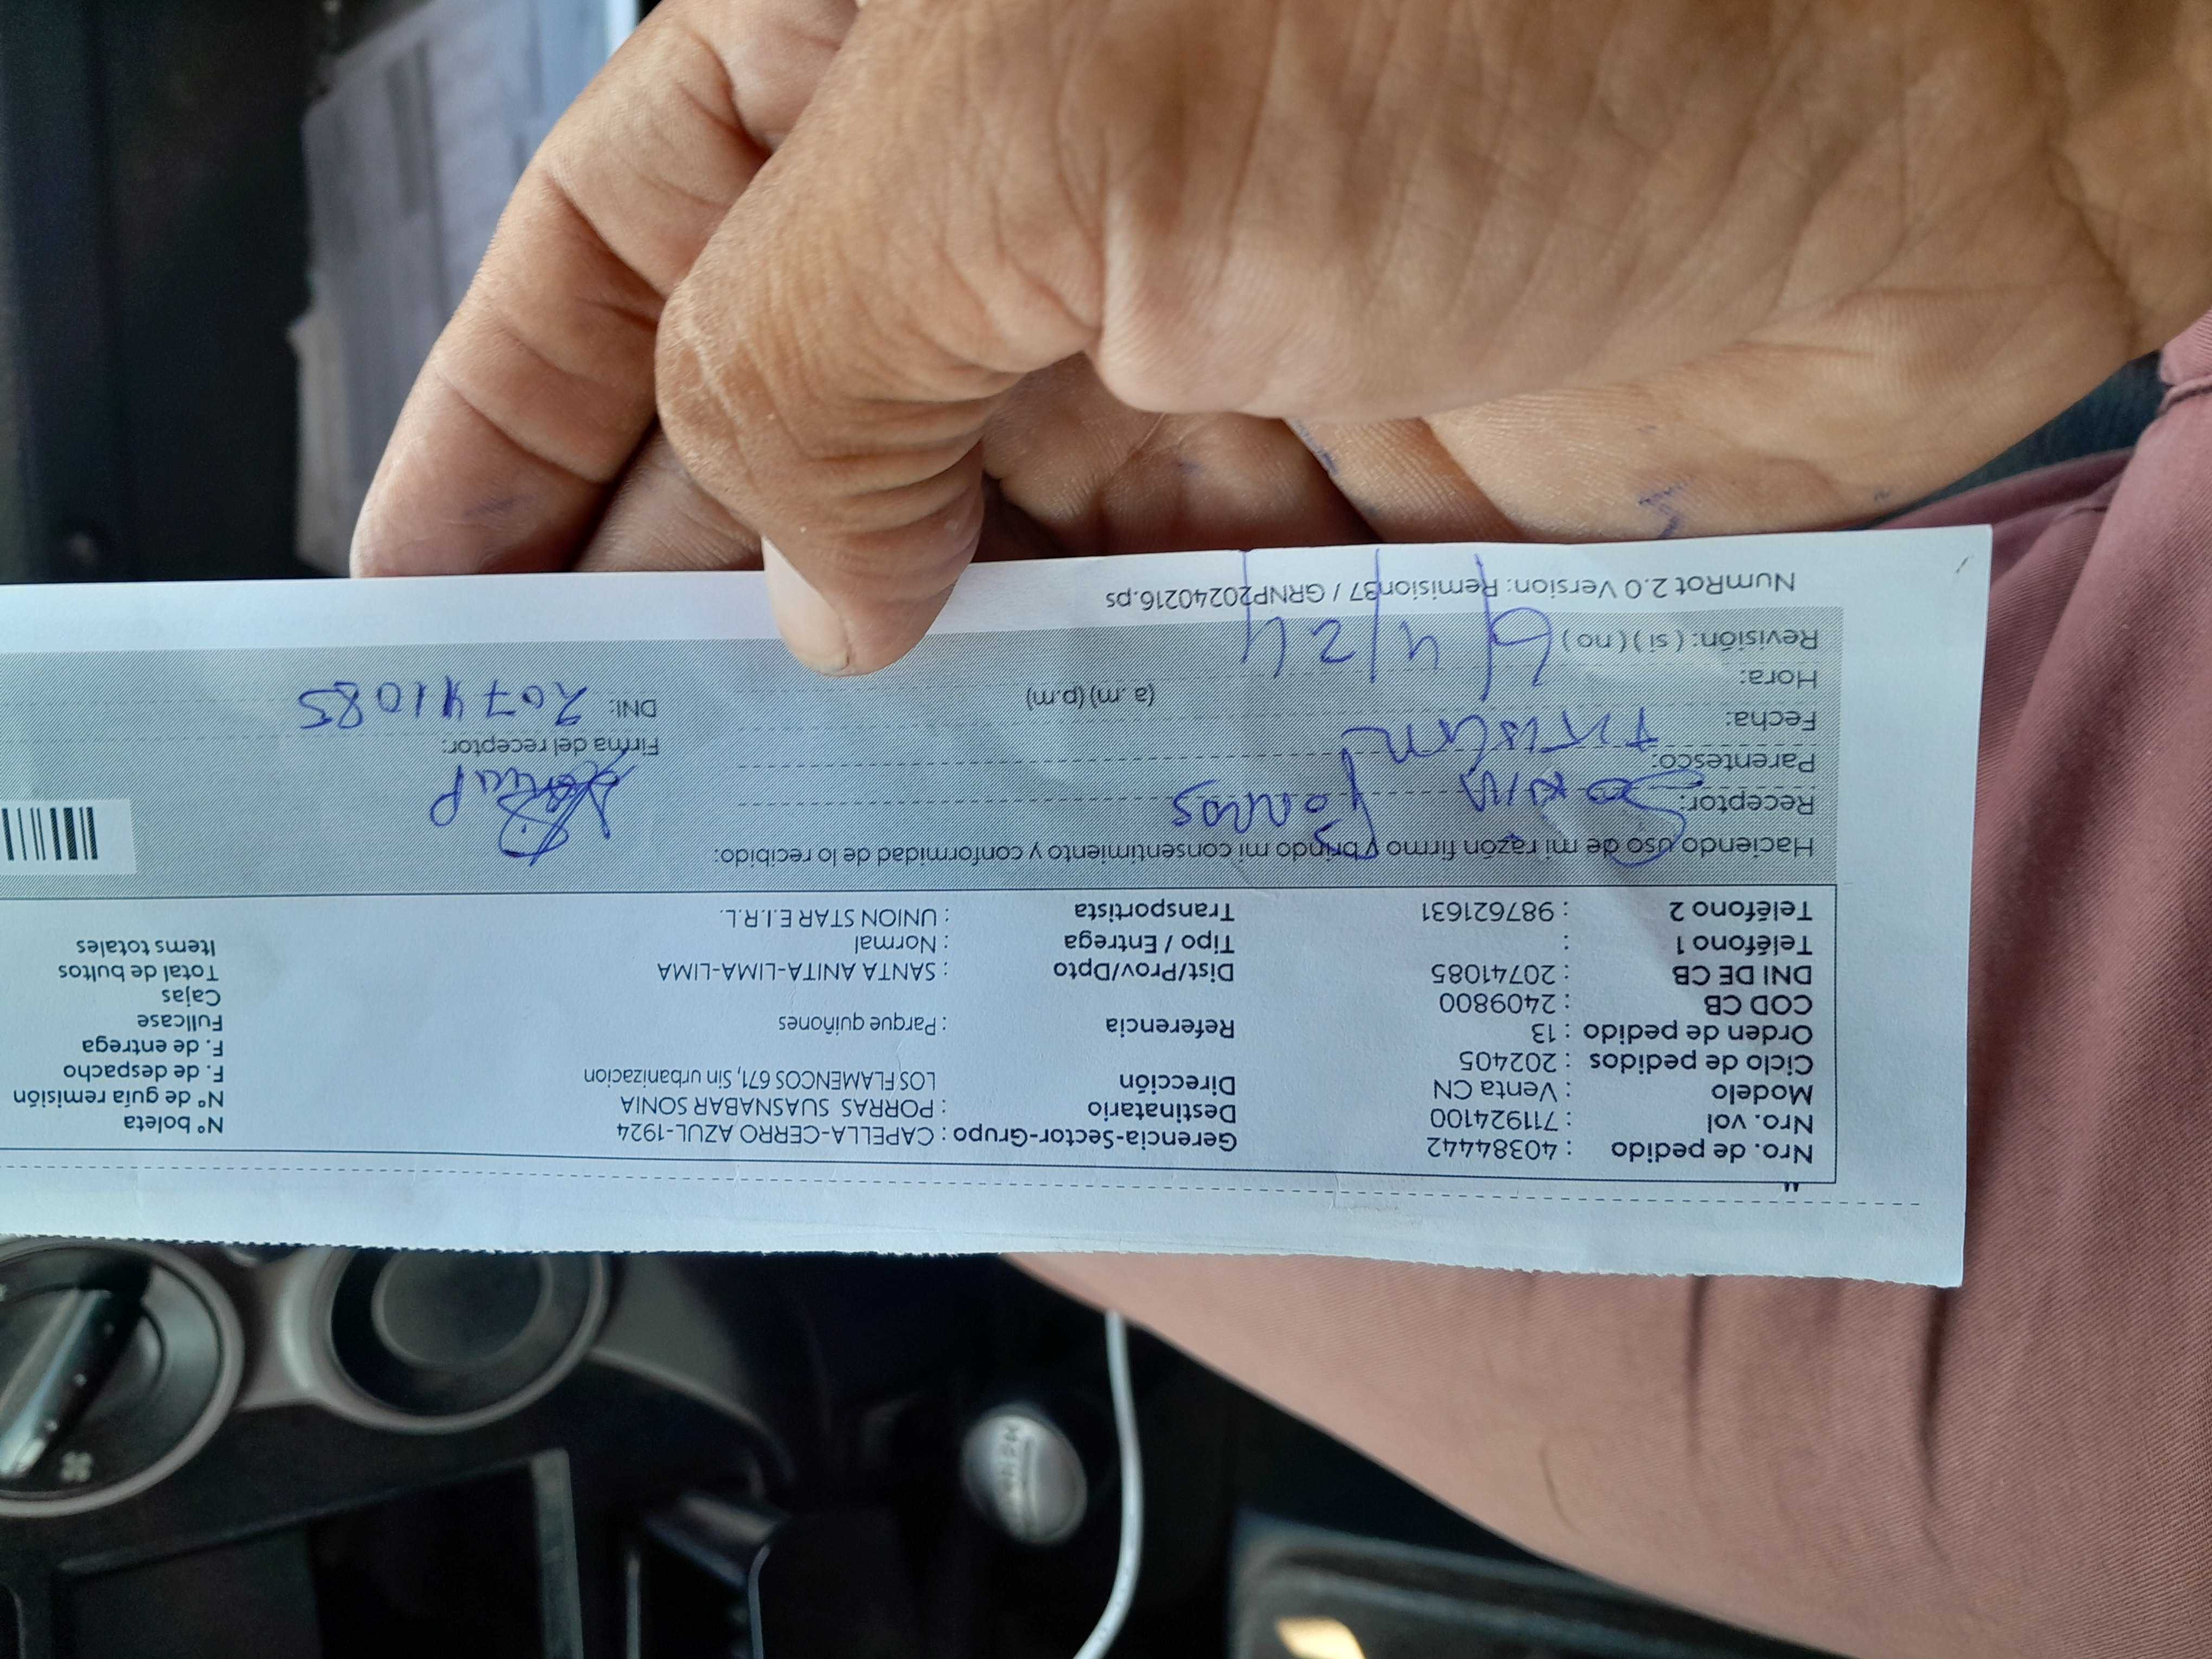 Nro. de pedido : 40384442
Nro. vol : 711924100
Modelo : Venta CN
Ciclo de pedidos : 202405
Orden de pedido : 13
COD CB : 2409800
DNI DE CB : 20741085
Teléfono 1 :
Teléfono 2 : 987621631
Gerencia-Sector-Grupo : CAPELLA-CERRO AZUL-1924
Destinatario : PORRAS SUASNABAR SONIA
Dirección LOS FLAMENCOS 671, Sin urbanizacion
Referencia : Parque quiñones
Dist/Prov/Dpto : SANTA ANITA-LIMA-LIMA
Tipo / Entrega : Normal
Transportista : UNION STAR E.I.R.L.
N° boleta
N° de guía remisión
F. de despacho
F. de entrega
Fullcase
Cajas
Total de bultos
Items totales
Haciendo uso de mi razón firmo y brindo mi consentimiento y conformidad de lo recibido:
Receptor: Sonia Porras
Parentesco:
Fecha:
Hora: (a .m) (p.m)
Revisión: ( si ) ( no ) 6/4/24
Firma del receptor:
DNI: 20741085
NumRot 2.0 Version: Remision37 / GRNP20240216.ps